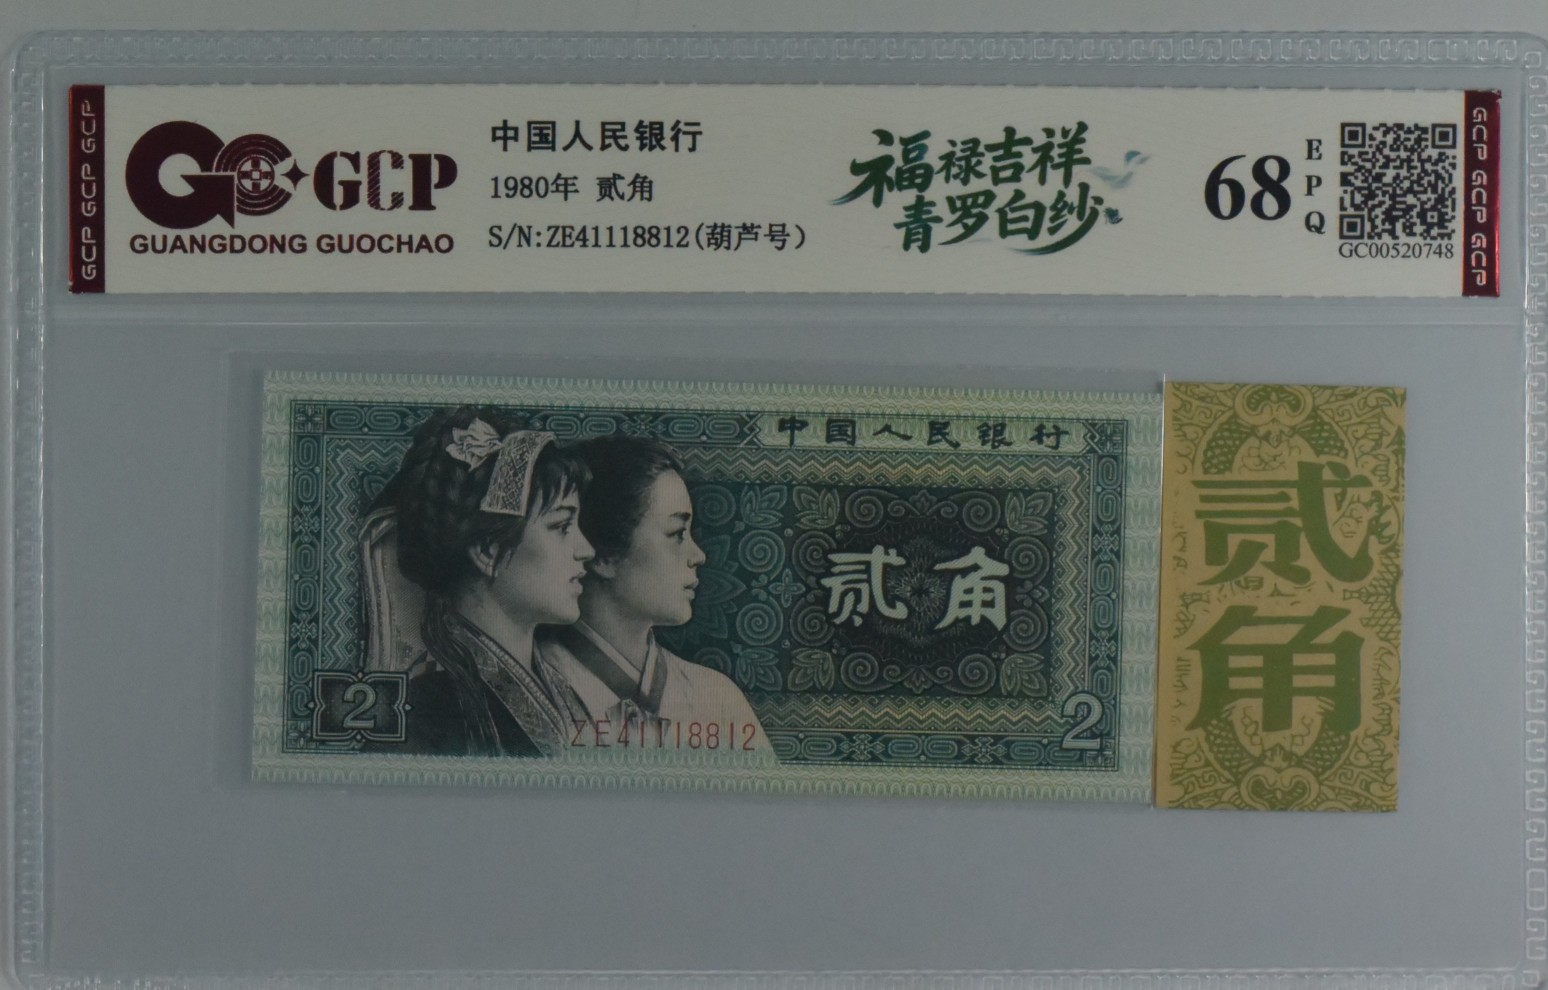 GCP GCP GCP
GCP
GUANGDONG GUOCHAO
中国人民银行
1980年 贰角
S/N:ZE41118812(葫芦号)
福禄吉祥
青罗白纱
68
EPQ
GC00520748
GCP GCP GCP
中国人民银行
贰角
2
ZE41118812
2
贰角